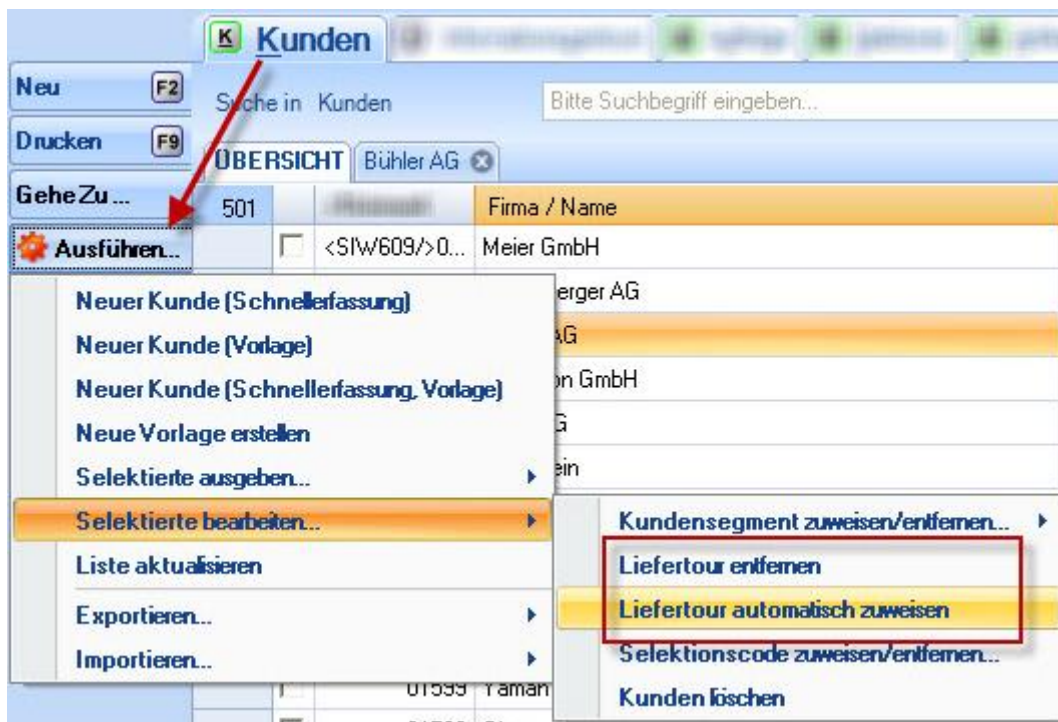 K Kunden
Neu F2
Suche in Kunden Bitte Suchbegriff eingeben...
Drucken F9
ÜBERSICHT Bühler AG
Gehe Zu ...
501 Firma / Name
Ausführen...
<SIW609/>0... Meier GmbH
Neuer Kunde (Schnellerfassung)
erger AG
Neuer Kunde (Vorlage)
AG
Neuer Kunde (Schnellerfassung, Vorlage)
on GmbH
Neue Vorlage erstellen
G
Selektierte ausgeben...
ein
Selektierte bearbeiten...
Kundensegment zuweisen/entfernen...
Liste aktualisieren
Liefertour entfernen
Exportieren...
Liefertour automatisch zuweisen
Importieren...
Selektionscode zuweisen/entfernen...
01599 Yaman
Kunden löschen